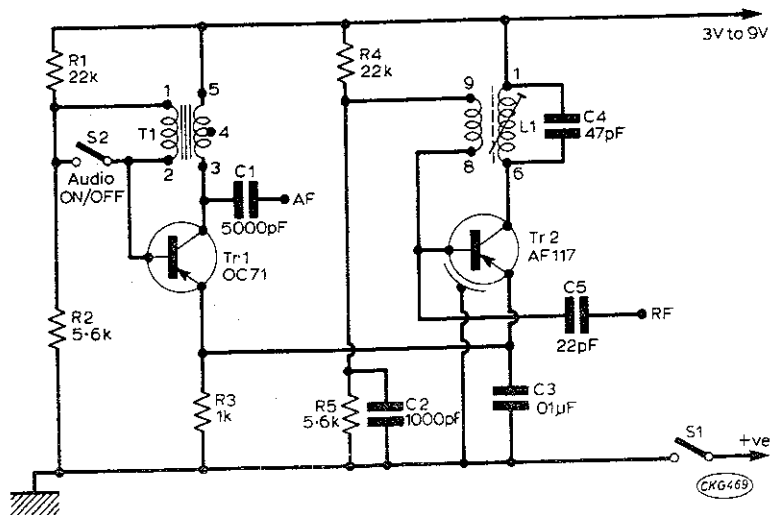 3V to 9V
R1
22k
R4
22k
1
5
T1
4
2
3
9
1
8
6
L1
C4
47pF
S2
Audio
ON/OFF
C1
5000pF
AF
Tr1
OC71
Tr2
AF117
C5
22pF
RF
R2
5·6k
R3
1k
R5
5·6k
C2
1000pF
C3
·01µF
S1
+ve
CKG469